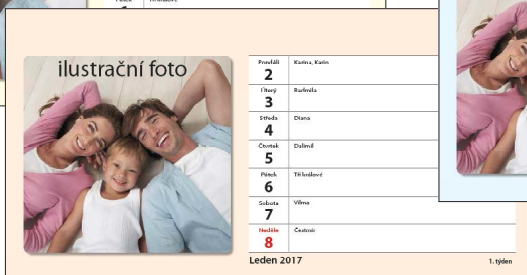 ilustrační foto
Pondělí
2
Karina, Karin
Úterý
3
Radmila
Středa
4
Diana
Čtvrtek
5
Dalimil
Pátek
6
Tři králové
Sobota
7
Vilma
Neděle
8
Čestmír
Leden 2017
1. týden